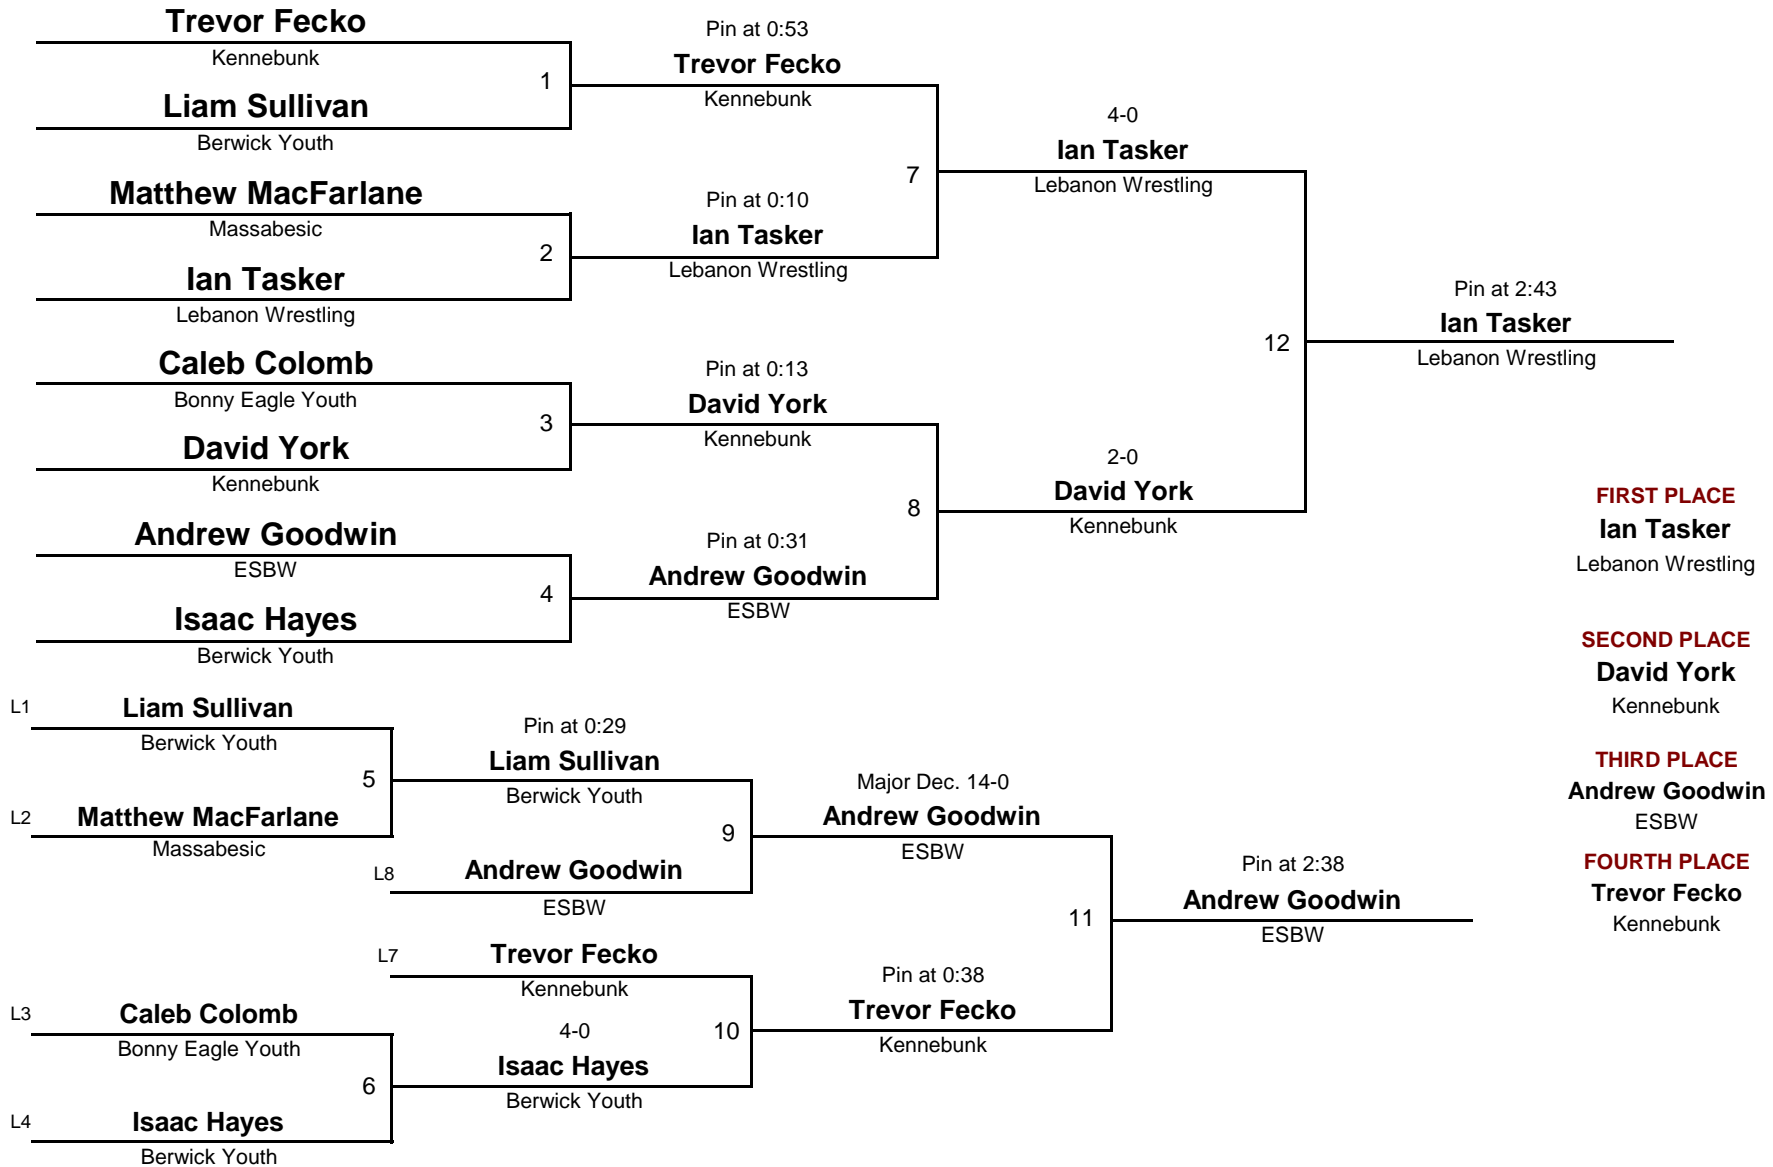 Trevor Fecko
Kennebunk
1
Liam Sullivan
Berwick Youth
Matthew MacFarlane
Massabesic
2
Ian Tasker
Lebanon Wrestling
Caleb Colomb
Bonny Eagle Youth
3
David York
Kennebunk
Andrew Goodwin
ESBW
4
Isaac Hayes
Berwick Youth
Pin at 0:53
Trevor Fecko
Kennebunk
7
Pin at 0:10
Ian Tasker
Lebanon Wrestling
Pin at 0:13
David York
Kennebunk
8
Pin at 0:31
Andrew Goodwin
ESBW
4-0
Ian Tasker
Lebanon Wrestling
12
2-0
David York
Kennebunk
Pin at 2:43
Ian Tasker
Lebanon Wrestling
L1
Liam Sullivan
Berwick Youth
5
L2
Matthew MacFarlane
Massabesic
L3
Caleb Colomb
Bonny Eagle Youth
6
L4
Isaac Hayes
Berwick Youth
Pin at 0:29
Liam Sullivan
Berwick Youth
9
L8
Andrew Goodwin
ESBW
L7
Trevor Fecko
Kennebunk
10
4-0
Isaac Hayes
Berwick Youth
Major Dec. 14-0
Andrew Goodwin
ESBW
11
Pin at 0:38
Trevor Fecko
Kennebunk
Pin at 2:38
Andrew Goodwin
ESBW
FIRST PLACE
Ian Tasker
Lebanon Wrestling
SECOND PLACE
David York
Kennebunk
THIRD PLACE
Andrew Goodwin
ESBW
FOURTH PLACE
Trevor Fecko
Kennebunk